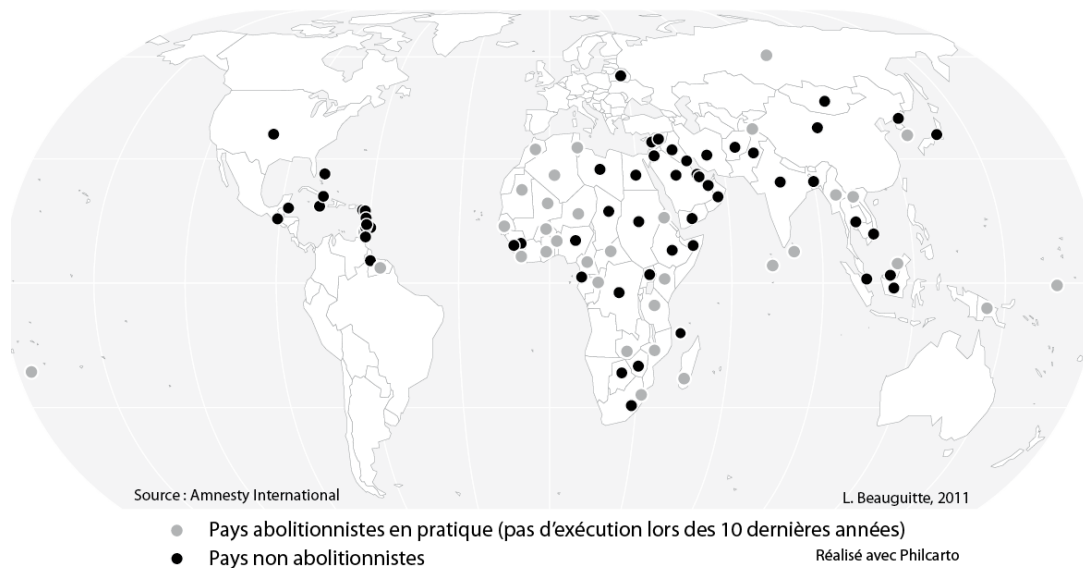 Source : Amnesty International
L. Beauguitte, 2011
Pays abolitionnistes en pratique (pas d’exécution lors des 10 dernières années)
Pays non abolitionnistes
Réalisé avec Philcarto